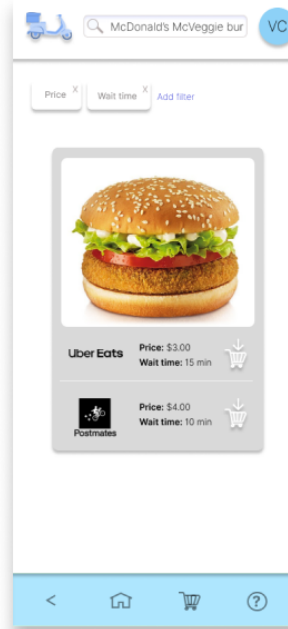 McDonald's McVeggie bur
VC
Price X
Wait time X
Add filter
Uber Eats
Price: $3.00
Wait time: 15 min
Postmates
Price: $4.00
Wait time: 10 min
<
?